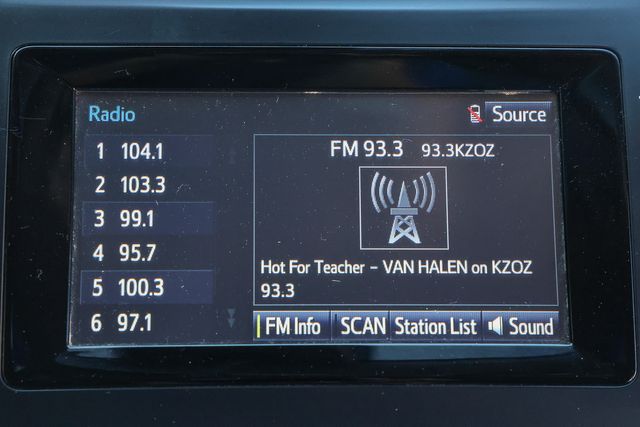 Radio
Source
1 104.1
2 103.3
3 99.1
4 95.7
5 100.3
6 97.1
FM 93.3 93.3KZOZ
Hot For Teacher - VAN HALEN on KZOZ
93.3
FM Info SCAN Station List Sound